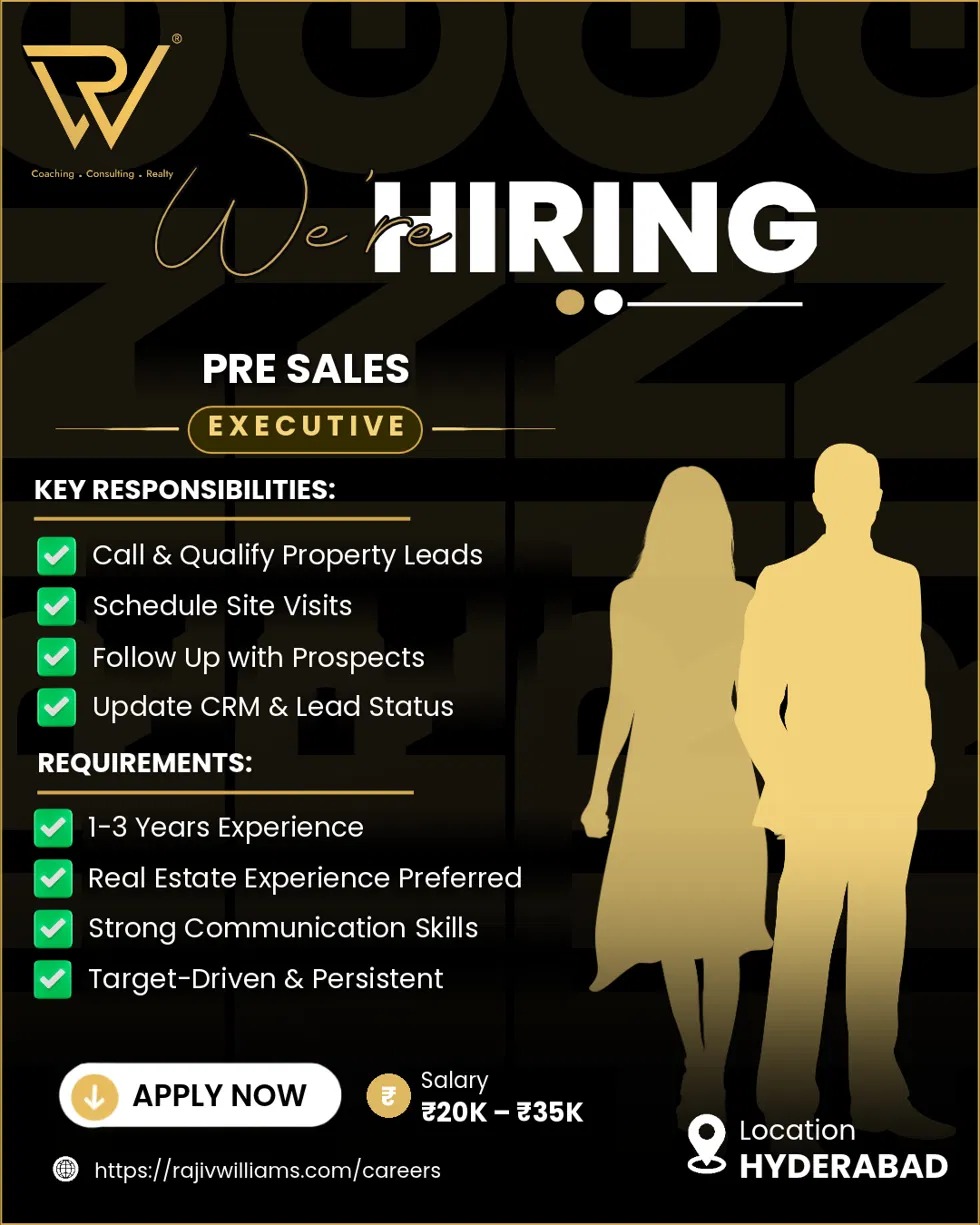 RW
®
Coaching . Consulting . Realty
We're HIRING
PRE SALES
EXECUTIVE
KEY RESPONSIBILITIES:
Call & Qualify Property Leads
Schedule Site Visits
Follow Up with Prospects
Update CRM & Lead Status
REQUIREMENTS:
1-3 Years Experience
Real Estate Experience Preferred
Strong Communication Skills
Target-Driven & Persistent
APPLY NOW
₹
Salary
₹20K – ₹35K
https://rajivwilliams.com/careers
Location
HYDERABAD